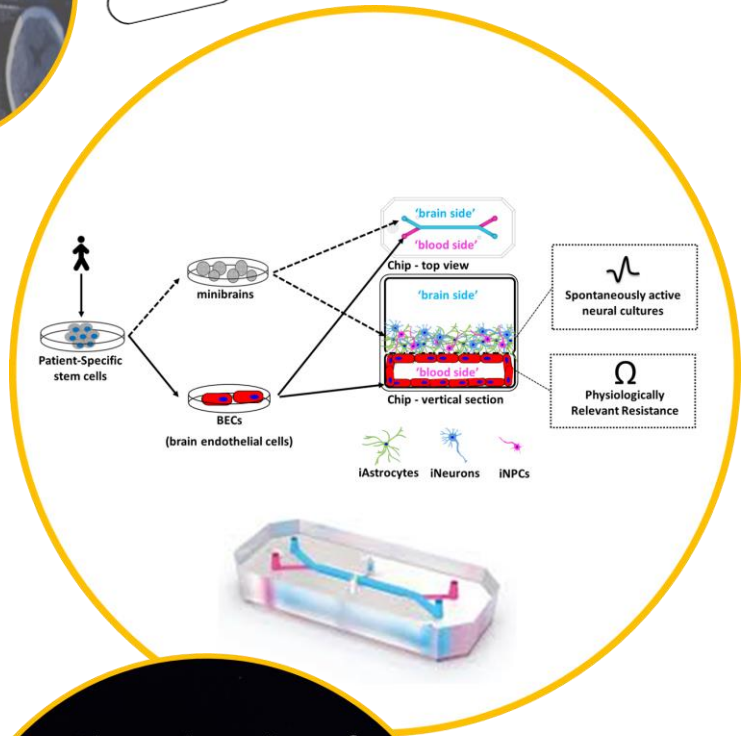 'brain side'
'blood side'
Chip - top view
minibrains
'brain side'
Spontaneously active
neural cultures
Patient-Specific
stem cells
'blood side'
Ω
Physiologically
Relevant Resistance
Chip - vertical section
BECs
(brain endothelial cells)
iAstrocytes iNeurons iNPCs